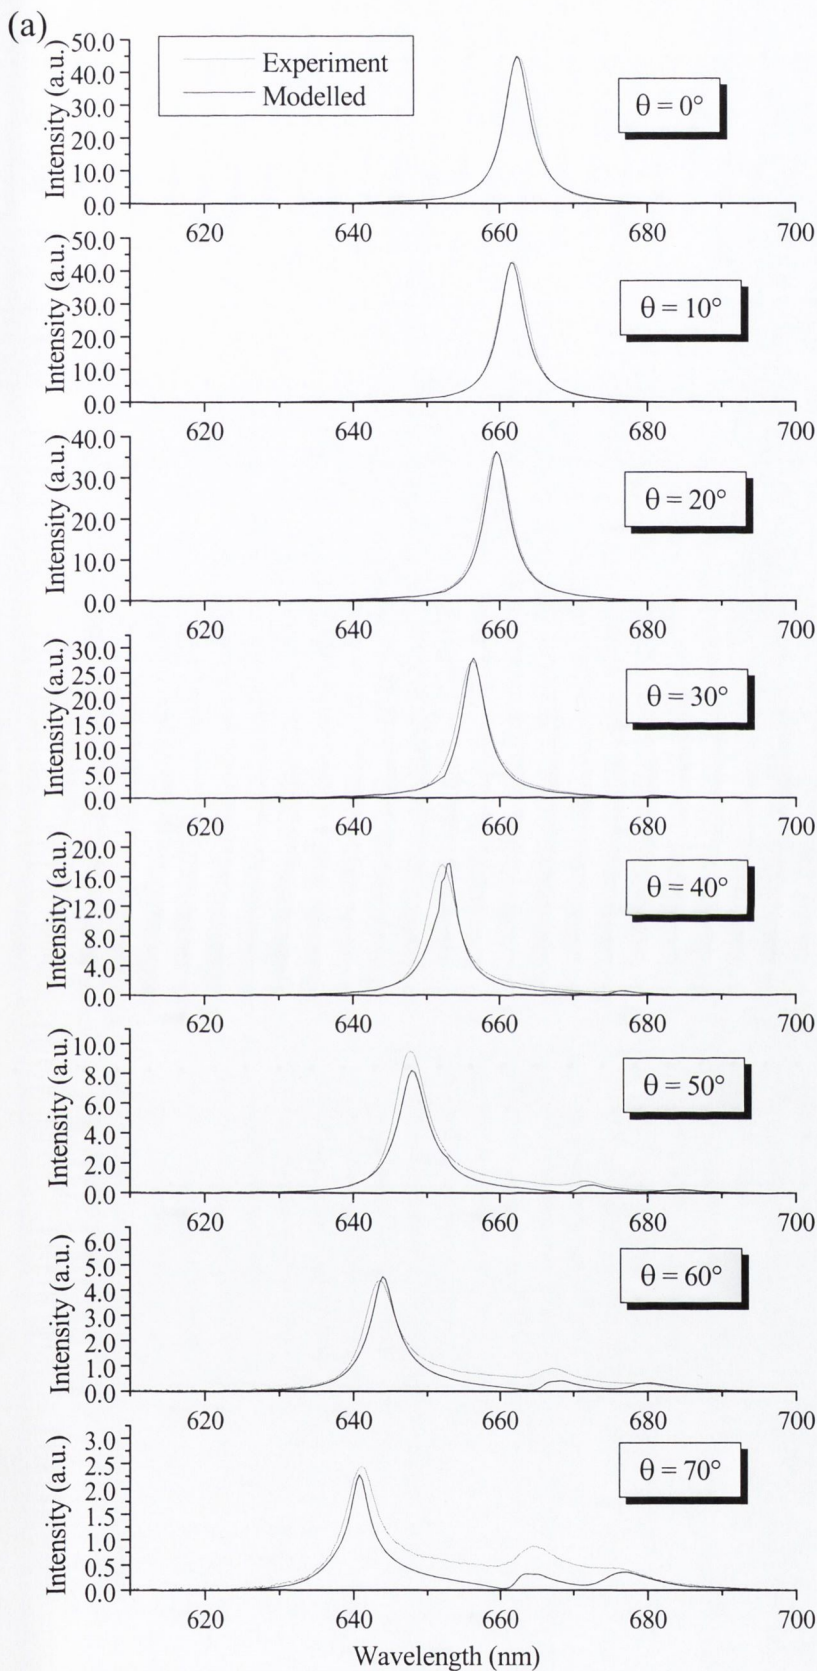 (a)
Experiment
Modelled
θ = 0°
Intensity (a.u.)
50.0
40.0
30.0
20.0
10.0
0.0
620 640 660 680 700
θ = 10°
Intensity (a.u.)
50.0
40.0
30.0
20.0
10.0
0.0
620 640 660 680 700
θ = 20°
Intensity (a.u.)
40.0
30.0
20.0
10.0
0.0
620 640 660 680 700
θ = 30°
Intensity (a.u.)
30.0
25.0
20.0
15.0
10.0
5.0
0.0
620 640 660 680 700
θ = 40°
Intensity (a.u.)
20.0
16.0
12.0
8.0
4.0
0.0
620 640 660 680 700
θ = 50°
Intensity (a.u.)
10.0
8.0
6.0
4.0
2.0
0.0
620 640 660 680 700
θ = 60°
Intensity (a.u.)
6.0
5.0
4.0
3.0
2.0
1.0
0.0
620 640 660 680 700
θ = 70°
Intensity (a.u.)
3.0
2.5
2.0
1.5
1.0
0.5
0.0
620 640 660 680 700
Wavelength (nm)